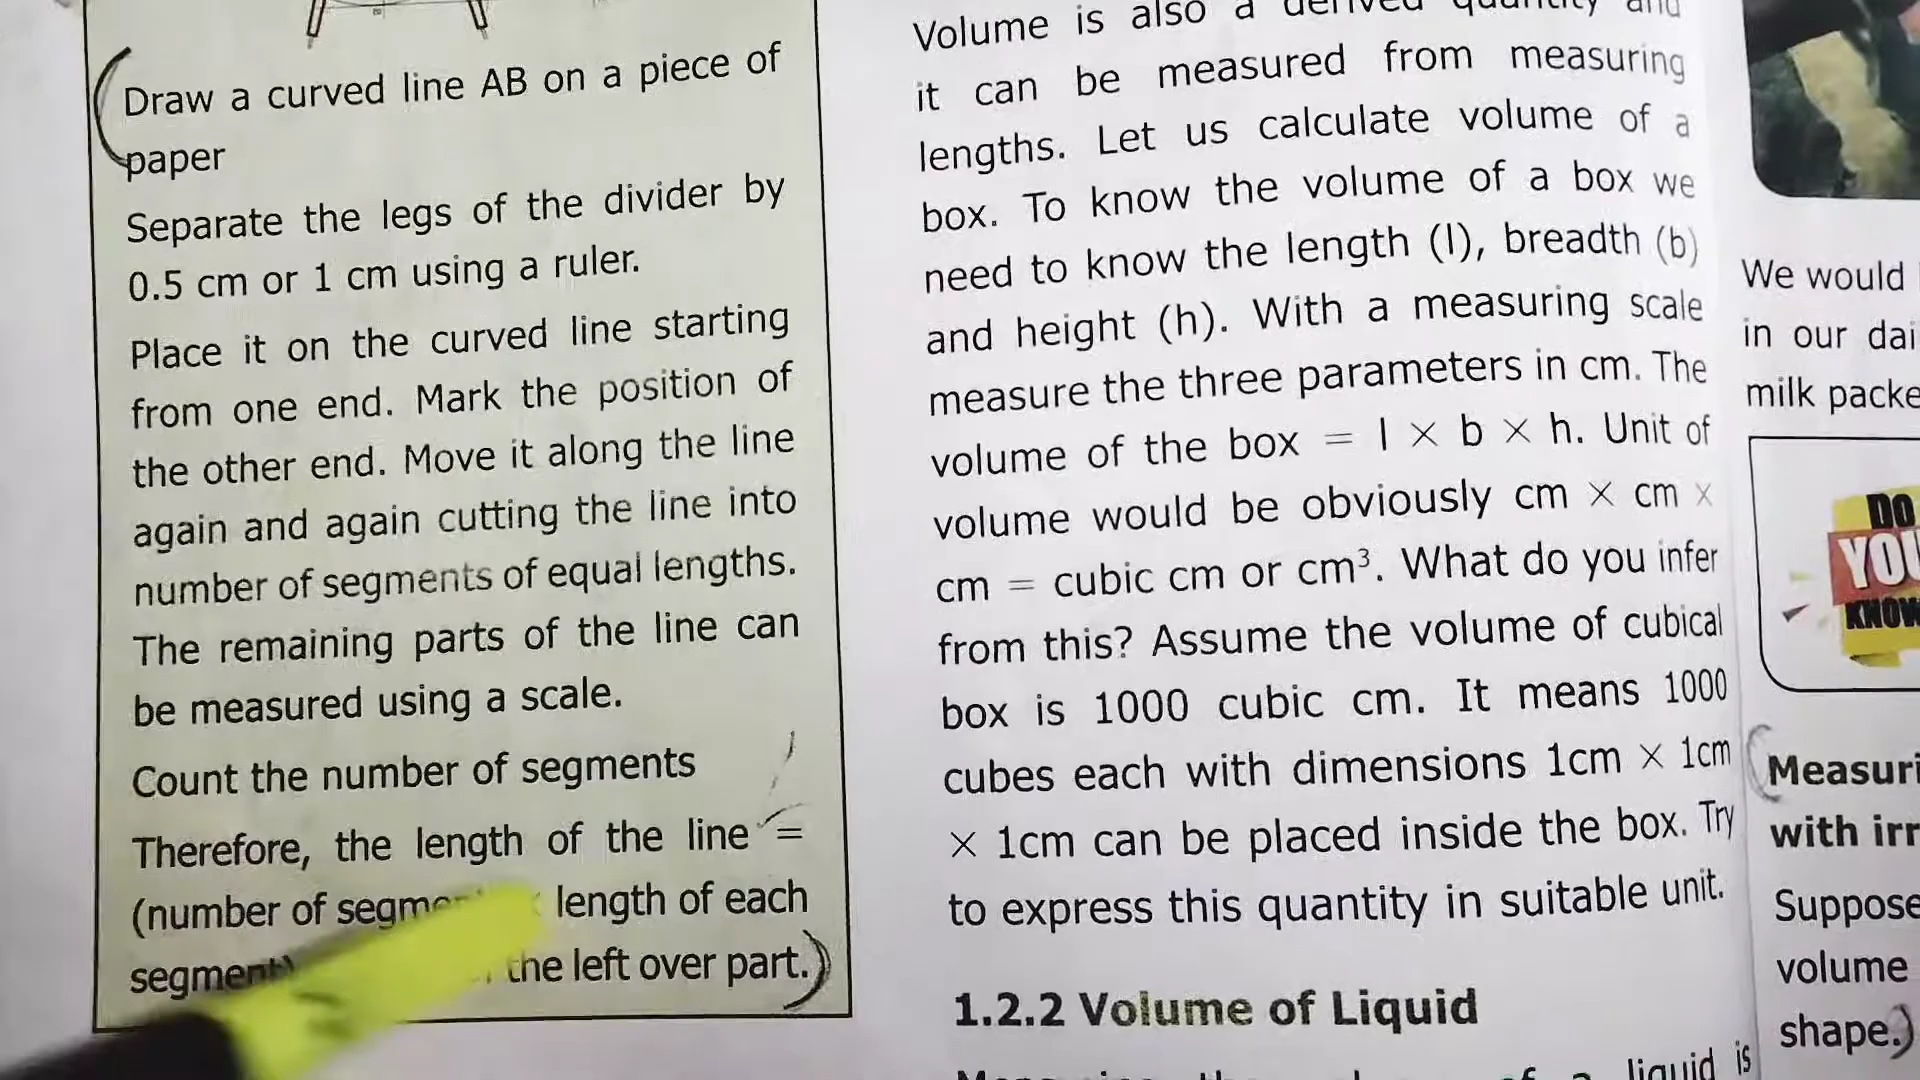 Draw a curved line AB on a piece of
paper
Separate the legs of the divider by
0.5 cm or 1 cm using a ruler.
Place it on the curved line starting
from one end. Mark the position of
the other end. Move it along the line
again and again cutting the line into
number of segments of equal lengths.
The remaining parts of the line can
be measured using a scale.
Count the number of segments
Therefore, the length of the line =
(number of length of each
the left over part.)
Volume is also a derived quantity and
it can be measured from measuring
lengths. Let us calculate volume of a
box. To know the volume of a box we
need to know the length (l), breadth (b)
and height (h). With a measuring scale
measure the three parameters in cm. The
volume of the box = l × b × h. Unit of
volume would be obviously cm × cm ×
cm = cubic cm or cm³. What do you infer
from this? Assume the volume of cubical
box is 1000 cubic cm. It means 1000
cubes each with dimensions 1cm × 1cm
× 1cm can be placed inside the box. Try
to express this quantity in suitable unit.
1.2.2 Volume of Liquid
of a liquid is
We would
in our
milk
DO
YOU
KNOW
with
Suppose
volume
shape.)